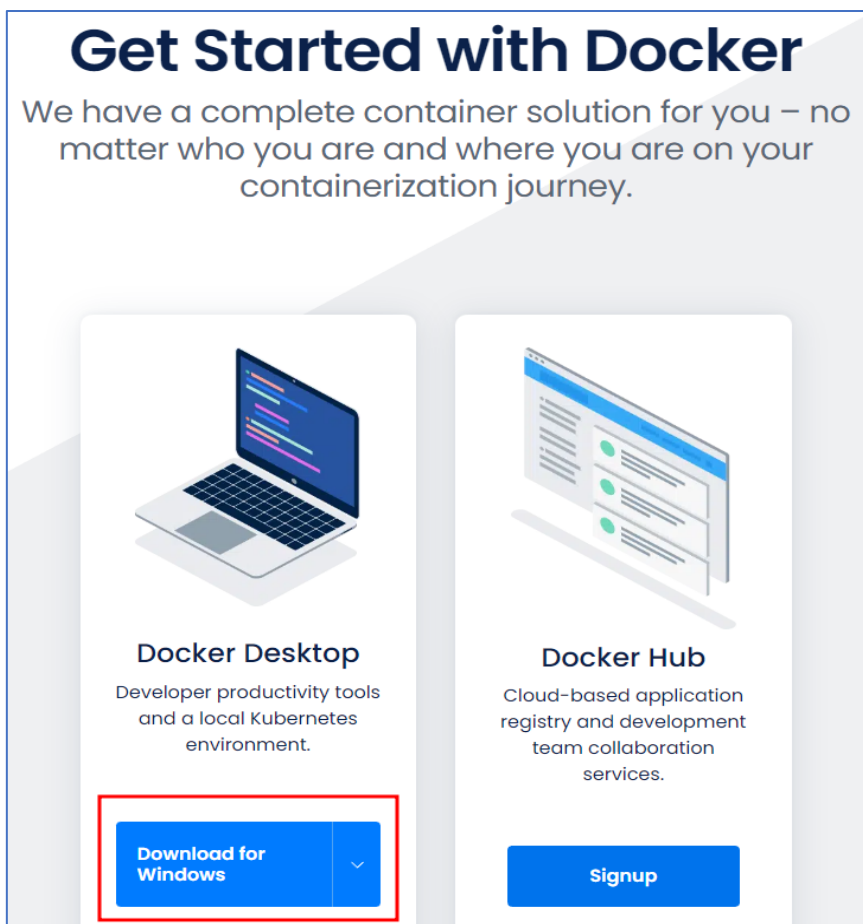 Get Started with Docker
We have a complete container solution for you – no
matter who you are and where you are on your
containerization journey.
Docker Desktop
Developer productivity tools
and a local Kubernetes
environment.
Download for
Windows
Docker Hub
Cloud-based application
registry and development
team collaboration
services.
Signup